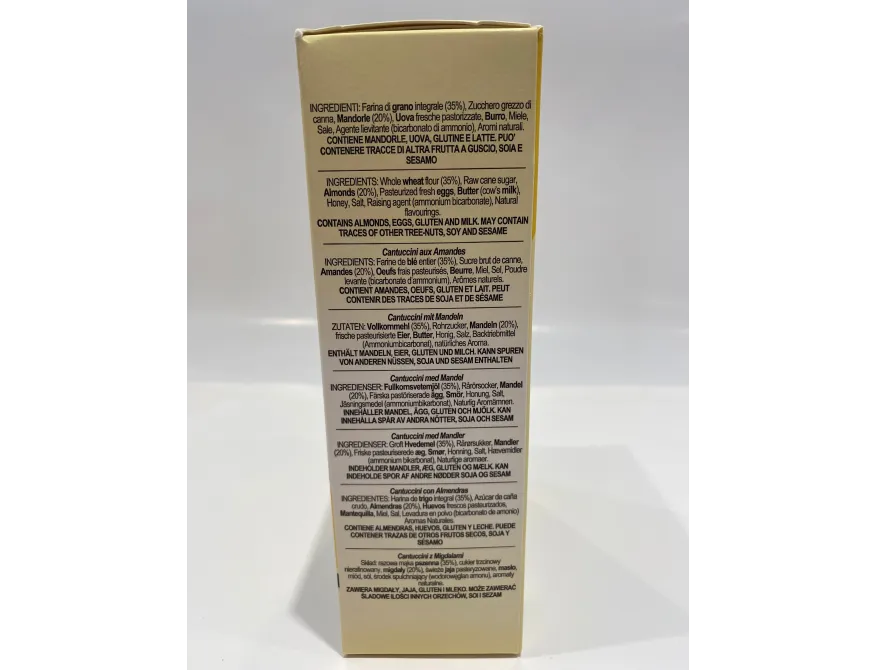 INGREDIENTI: Farina di grano integrale (35%), Zucchero grezzo di
canna, Mandorle (20%), Uova fresche pastorizzate, Burro, Miele,
Sale, Agente lievitante (bicarbonato di ammonio), Aromi naturali.
CONTIENE MANDORLE, UOVA, GLUTINE E LATTE. PUO'
CONTENERE TRACCE DI ALTRA FRUTTA A GUSCIO, SOIA E
SESAMO
INGREDIENTS: Whole wheat flour (35%), Raw cane sugar,
Almonds (20%), Pasteurized fresh eggs, Butter (cow's milk),
Honey, Salt, Raising agent (ammonium bicarbonate), Natural
flavourings.
CONTAINS ALMONDS, EGGS, GLUTEN AND MILK. MAY CONTAIN
TRACES OF OTHER TREE-NUTS, SOY AND SESAME
Cantuccini aux Amandes
INGREDIENTS: Farine de blé entier (35%), Sucre brut de canne,
Amandes (20%), Oeufs frais pasteurisés, Beurre, Miel, Sel, Poudre
levante (bicarbonate d'ammonium), Arômes naturels.
CONTIENT AMANDES, OEUFS, GLUTEN ET LAIT. PEUT
CONTENIR DES TRACES DE SOJA ET DE SÉSAME
Cantuccini mit Mandeln
ZUTATEN: Vollkornmehl (35%), Rohrzucker, Mandeln (20%),
frische pasteurisierte Eier, Butter, Honig, Salz, Backtriebmittel
(Ammoniumbicarbonat), natürliches Aroma.
ENTHÄLT MANDELN, EIER, GLUTEN UND MILCH. KANN SPUREN
VON ANDEREN NÜSSEN, SOJA UND SESAM ENTHALTEN
Cantuccini med Mandel
INGREDIENSER: Fullkornsvetemjöl (35%), Rårörsocker, Mandel
(20%), Färska pastöriserade ägg, Smör, Honung, Salt,
Jäsningsmedel (ammoniumbikarbonat), Naturlig Aromämnen.
INNEHÅLLER MANDEL, ÄGG, GLUTEN OCH MJÖLK. KAN
INNEHÅLLA SPÅR AV ANDRA NÖTTER, SOJA OCH SESAM
Cantuccini med Mandler
INGREDIENSER: Groft Hvedemel (35%), Rårørsukker, Mandler
(20%), Friske pasteuriserede æg, Smør, Honning, Salt, Hævemidler
(ammonium bikarbonat), Naturlige aromaer.
INDEHOLDER MANDLER, ÆG, GLUTEN OG MÆLK. KAN
INDEHOLDE SPOR AF ANDRE NØDDER SOJA OG SESAM
Cantuccini con Almendras
INGREDIENTES: Harina de trigo integral (35%), Azúcar de caña
crudo, Almendras (20%), Huevos frescos pasteurizados,
Mantequilla, Miel, Sal, Levadura en polvo (bicarbonato de amonio)
Aromas Naturales.
CONTIENE ALMENDRAS, HUEVOS, GLUTEN Y LECHE. PUEDE
CONTENER TRAZAS DE OTROS FRUTOS SECOS, SOJA Y
SÉSAMO
Cantuccini z Migdałami
Skład: razowa mąka pszenna (35%), cukier trzcinowy
nierafinowany, migdały (20%), świeże jaja pasteryzowane, masło,
miód, sól, środek spulchniający (wodorowęglan amonu), aromaty
naturalne.
ZAWIERA MIGDAŁY, JAJA, GLUTEN I MLEKO. MOŻE ZAWIERAĆ
ŚLADOWE ILOŚCI INNYCH ORZECHÓW, SOI I SEZAM